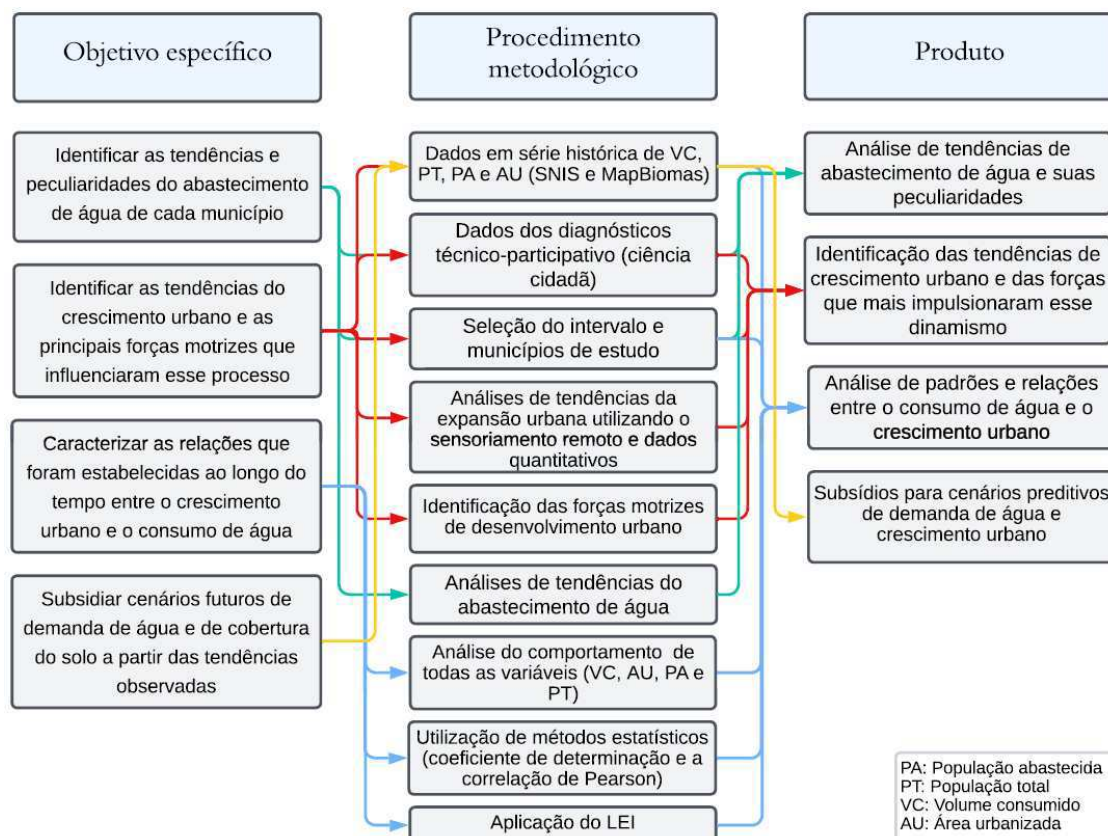 Objetivo específico
Identificar as tendências e
peculiaridades do abastecimento
de água de cada município
Identificar as tendências do
crescimento urbano e as
principais forças motrizes que
influenciaram esse processo
Caracterizar as relações que
foram estabelecidas ao longo do
tempo entre o crescimento
urbano e o consumo de água
Subsidiar cenários futuros de
demanda de água e de cobertura
do solo a partir das tendências
observadas
Procedimento
metodológico
Dados em série histórica de VC,
PT, PA e AU (SNIS e MapBiomas)
Dados dos diagnósticos
técnico-participativo (ciência
cidadã)
Seleção do intervalo e
municípios de estudo
Análises de tendências da
expansão urbana utilizando o
sensoriamento remoto e dados
quantitativos
Identificação das forças motrizes
de desenvolvimento urbano
Análises de tendências do
abastecimento de água
Análise do comportamento de
todas as variáveis (VC, AU, PA e
PT)
Utilização de métodos estatísticos
(coeficiente de determinação e a
correlação de Pearson)
Aplicação do LEI
Produto
Análise de tendências de
abastecimento de água e suas
peculiaridades
Identificação das tendências de
crescimento urbano e das forças
que mais impulsionaram esse
dinamismo
Análise de padrões e relações
entre o consumo de água e o
crescimento urbano
Subsídios para cenários preditivos
de demanda de água e
crescimento urbano
PA: População abastecida
PT: População total
VC: Volume consumido
AU: Área urbanizada